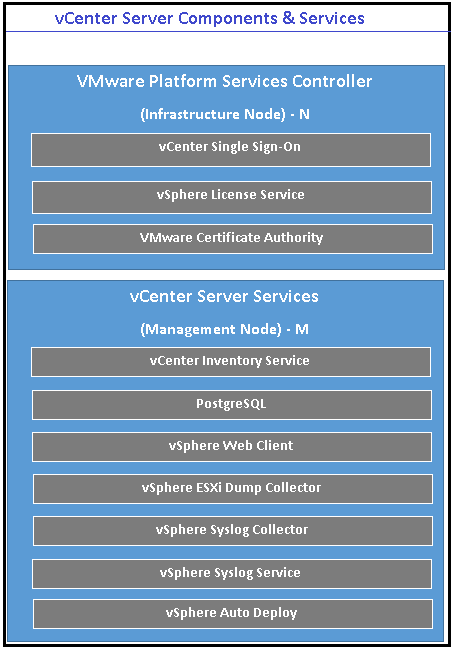 vCenter Server Components & Services
VMware Platform Services Controller
(Infrastructure Node) - N
vCenter Single Sign-On
vSphere License Service
VMware Certificate Authority
vCenter Server Services
(Management Node) - M
vCenter Inventory Service
PostgreSQL
vSphere Web Client
vSphere ESXi Dump Collector
vSphere Syslog Collector
vSphere Syslog Service
vSphere Auto Deploy